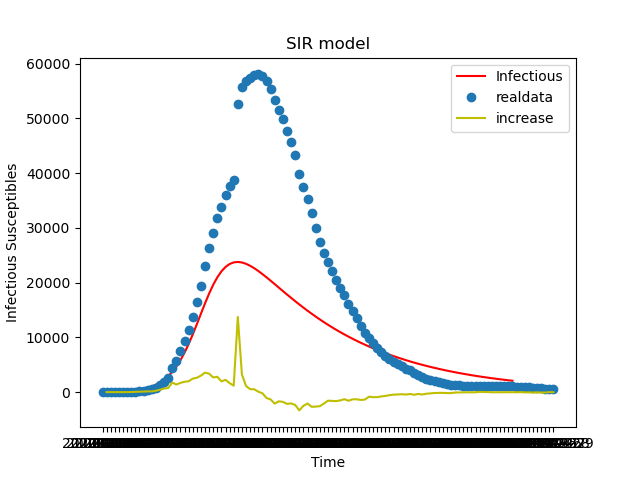 SIR model
Infectious
realdata
increase
60000
50000
40000
30000
20000
10000
0
Infectious Susceptibles
Time